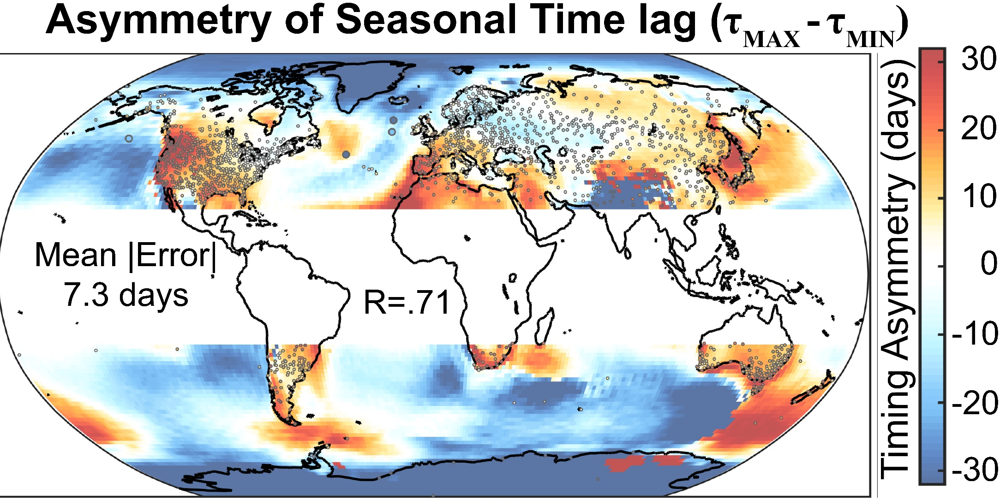 Asymmetry of Seasonal Time lag (τMAX - τMIN)
30
20
10
0
-10
-20
-30
Timing Asymmetry (days)
Mean |Error|
7.3 days
R=.71